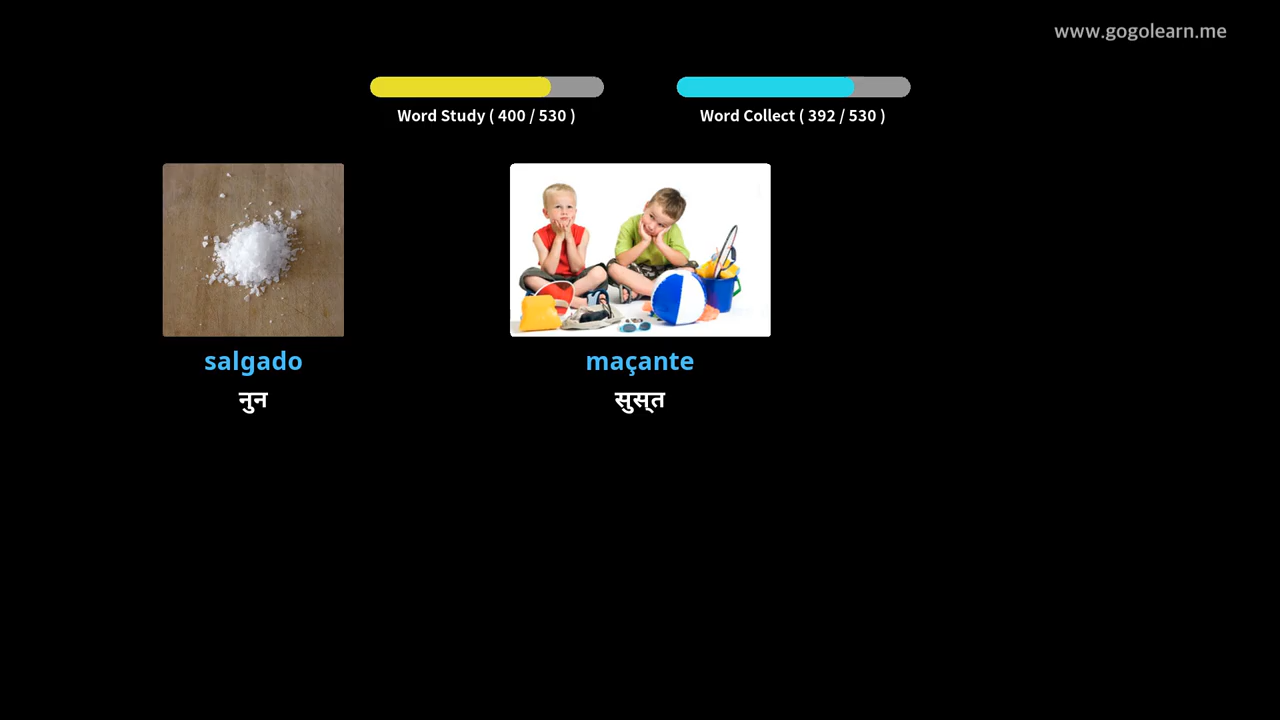 www.gogolearn.me
Word Study ( 400 / 530 )
Word Collect ( 392 / 530 )
salgado
नुन
maçante
सुस्त